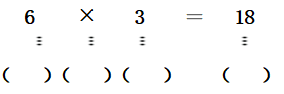 6 × 3 = 18
⋮ ⋮ ⋮ ⋮
( ) ( ) ( ) ( )